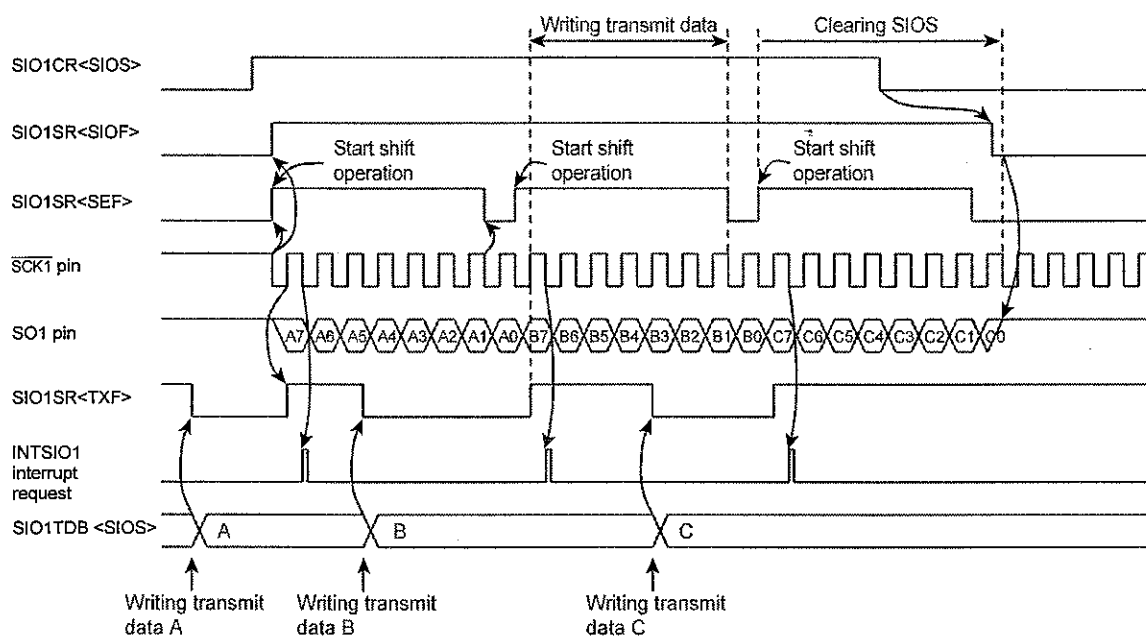 Writing transmit data
Clearing SIOS
SIO1CR<SIOS>
SIO1SR<SIOF>
Start shift
operation
Start shift
operation
Start shift
operation
SIO1SR<SEF>
SCK1 pin
SO1 pin
A7 A6 A5 A4 A3 A2 A1 A0 B7 B6 B5 B4 B3 B2 B1 B0 C7 C6 C5 C4 C3 C2 C1 C0
SIO1SR<TXF>
INTSIO1
interrupt
request
SIO1TDB <SIOS>
A
B
C
Writing transmit
data A
Writing transmit
data B
Writing transmit
data C